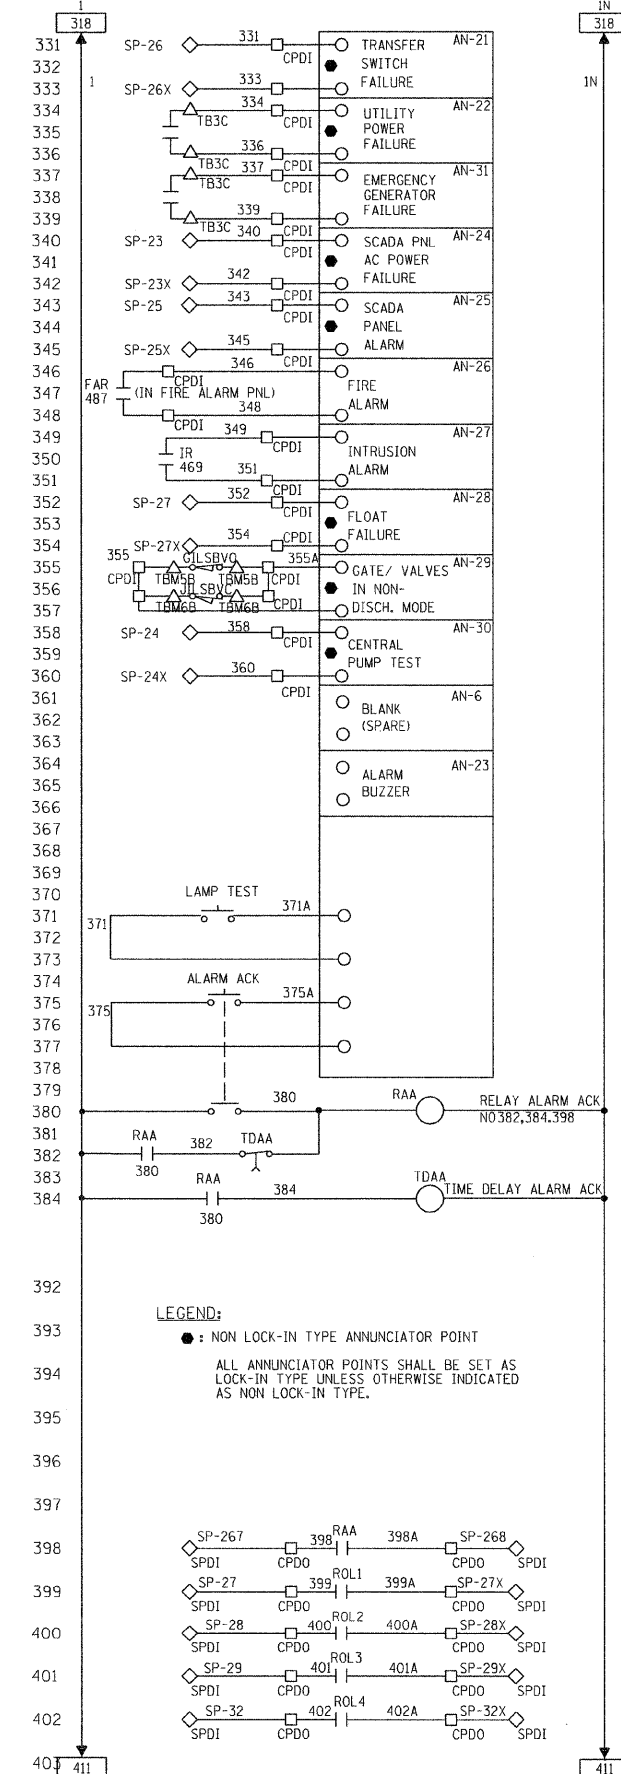 1 1N
318 318
331 SP-26 331 CPDI TRANSFER AN-21
332 SWITCH
333 SP-26X 333 CPDI FAILURE
1 1N
334 TB3C 334 CPDI UTILITY AN-22
335 POWER
336 TB3C 336 CPDI FAILURE
337 TB3C 337 CPDI EMERGENCY AN-31
338 GENERATOR
339 TB3C 339 CPDI FAILURE
340 SP-23 340 CPDI SCADA PNL AN-24
341 AC POWER
342 SP-23X 342 CPDI FAILURE
343 SP-25 343 CPDI SCADA AN-25
344 PANEL
345 SP-25X 345 CPDI ALARM
346 CPDI 346 FIRE AN-26
347 FAR 487 (IN FIRE ALARM PNL)
348 CPDI 348 ALARM
349 349 CPDI INTRUSION AN-27
350 IR 469
351 351 CPDI ALARM
352 SP-27 352 CPDI FLOAT AN-28
353
354 SP-27X 354 CPDI FAILURE
355 355 CPDI TBM5B GILSBVO TBM5B 355A CPDI GATE/ VALVES AN-29
356 TBM6B JILSBVC TBM6B CPDI IN NON-
357 DISCH. MODE
358 SP-24 358 CPDI CENTRAL AN-30
359 PUMP TEST
360 SP-24X 360 CPDI
361 BLANK AN-6
362 (SPARE)
363
364 ALARM AN-23
365 BUZZER
366
367
368
369
370 LAMP TEST
371 371 371A
372
373
374 ALARM ACK
375 375 375A
376
377
378
379
380 380 RAA RELAY ALARM ACK
NO382,384.398
381
382 RAA 380 382 TDAA
383
384 RAA 380 384 TDAA TIME DELAY ALARM ACK
392
LEGEND:
393 : NON LOCK-IN TYPE ANNUNCIATOR POINT
394 ALL ANNUNCIATOR POINTS SHALL BE SET AS
LOCK-IN TYPE UNLESS OTHERWISE INDICATED
AS NON LOCK-IN TYPE.
395
396
397
398 SP-267 SPDI CPDO 398 RAA 398A CPDO SP-268 SPDI
399 SP-27 SPDI CPDO 399 ROL1 399A CPDO SP-27X SPDI
400 SP-28 SPDI CPDO 400 ROL2 400A CPDO SP-28X SPDI
401 SP-29 SPDI CPDO 401 ROL3 401A CPDO SP-29X SPDI
402 SP-32 SPDI CPDO 402 ROL4 402A CPDO SP-32X SPDI
403 411 411